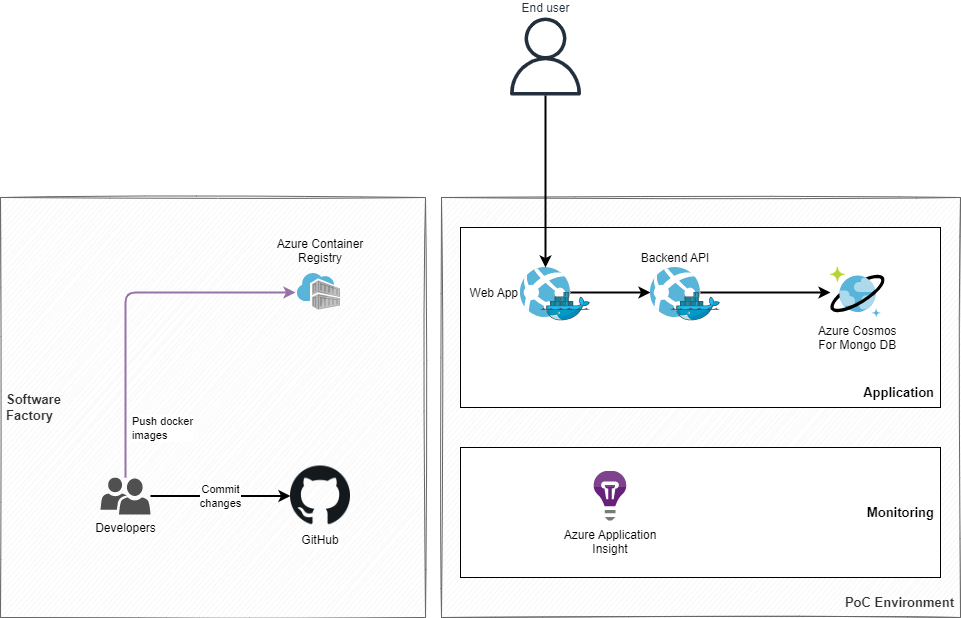 End user
Azure Container
Registry
Software
Factory
Push docker
images
Commit
changes
Developers
GitHub
Web App
Backend API
Azure Cosmos
For Mongo DB
Application
Azure Application
Insight
Monitoring
PoC Environment